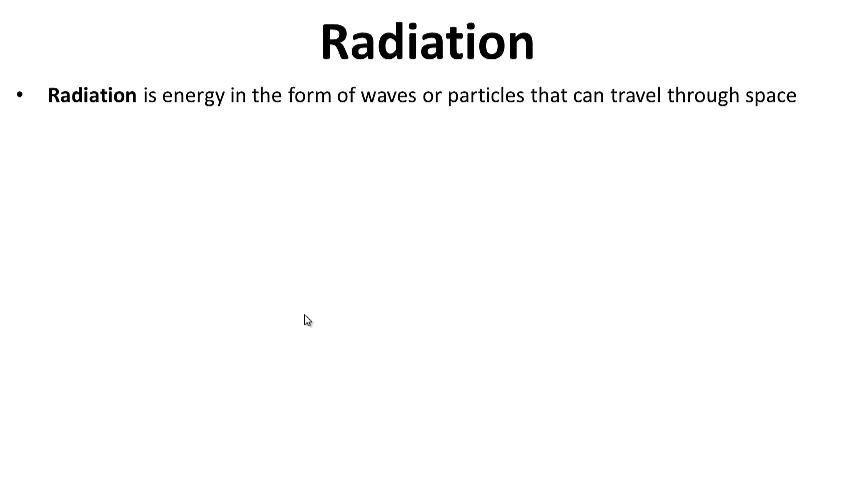 Radiation
• Radiation is energy in the form of waves or particles that can travel through space